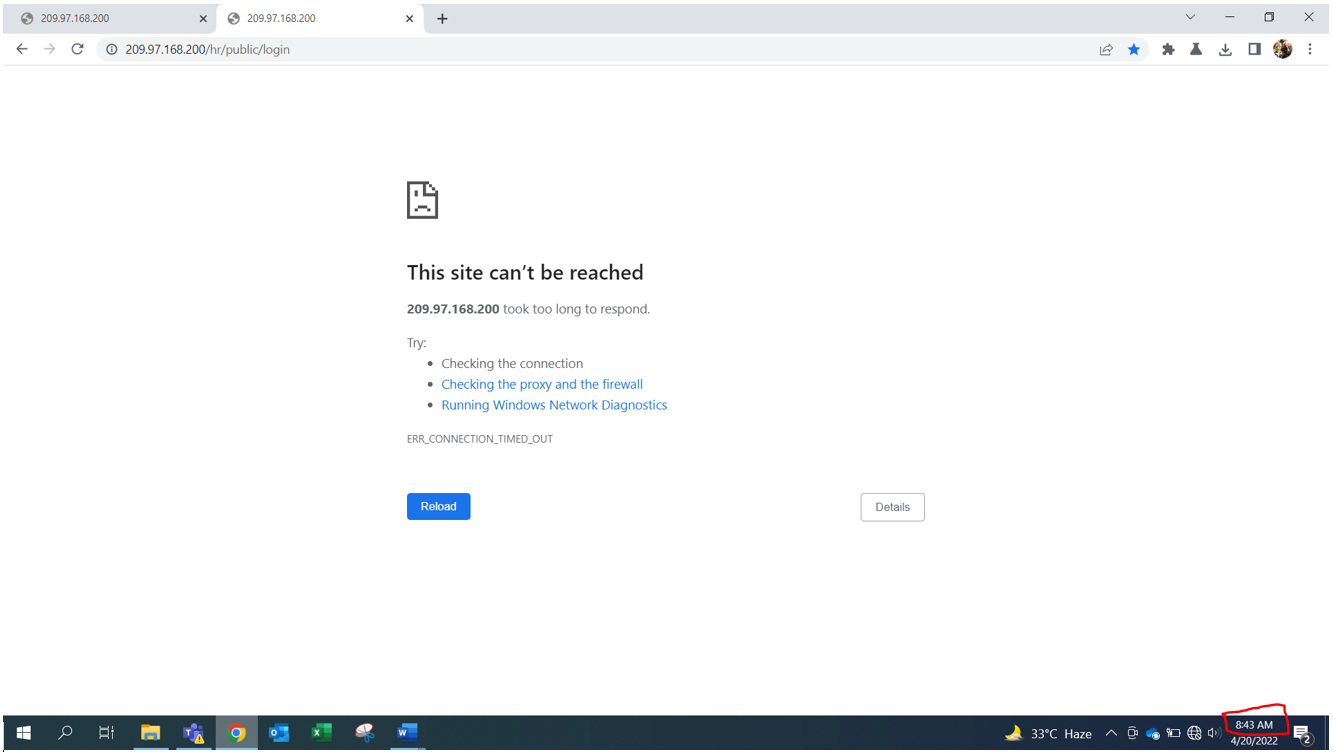 209.97.168.200
209.97.168.200
209.97.168.200/hr/public/login
This site can’t be reached
209.97.168.200 took too long to respond.
Try:
Checking the connection
Checking the proxy and the firewall
Running Windows Network Diagnostics
ERR_CONNECTION_TIMED_OUT
Reload
Details
33°C Haze
8:43 AM
4/20/2022
2